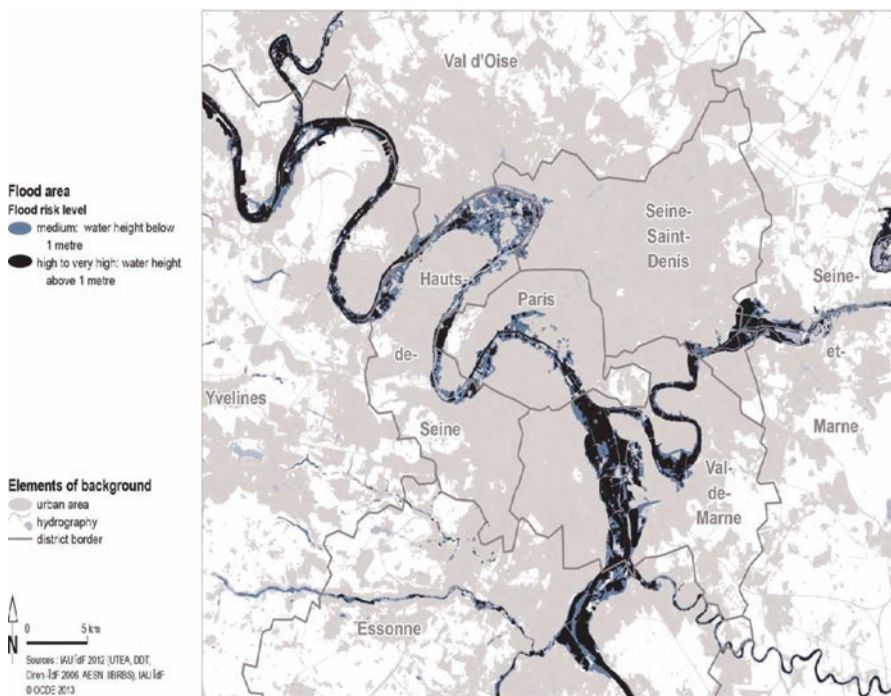 Val d'Oise
Flood area
Flood risk level
medium: water height below
1 metre
high to very high: water height
above 1 metre
Seine-
Saint-
Denis
Seine-
Hauts-
Paris
de-
et-
Yvelines
Seine
Marne
Val-
de-
Marne
Elements of background
urban area
hydrography
district border
Essonne
N
0 5 km
Sources : IAU ÎdF 2012 (UTEA, DDT,
Diren-ÎdF 2006, AESN, IIBRBS), IAU ÎdF
© OCDE 2013